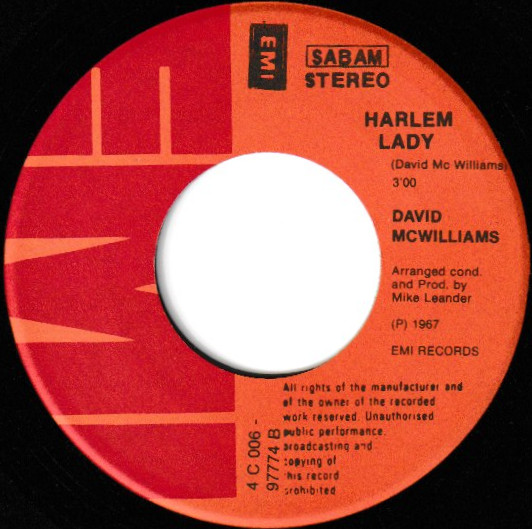 EMI
SABAM
STEREO
HARLEM
LADY
(David Mc Williams)
3'00
DAVID
MCWILLIAMS
Arranged cond.
and Prod. by
Mike Leander
(P) 1967
EMI RECORDS
All rights of the manufacturer and
of the owner of the recorded
work reserved. Unauthorised
public performance.
broadcasting and
copying of
this record
prohibited
4 C 006 -
97774 B
EMI